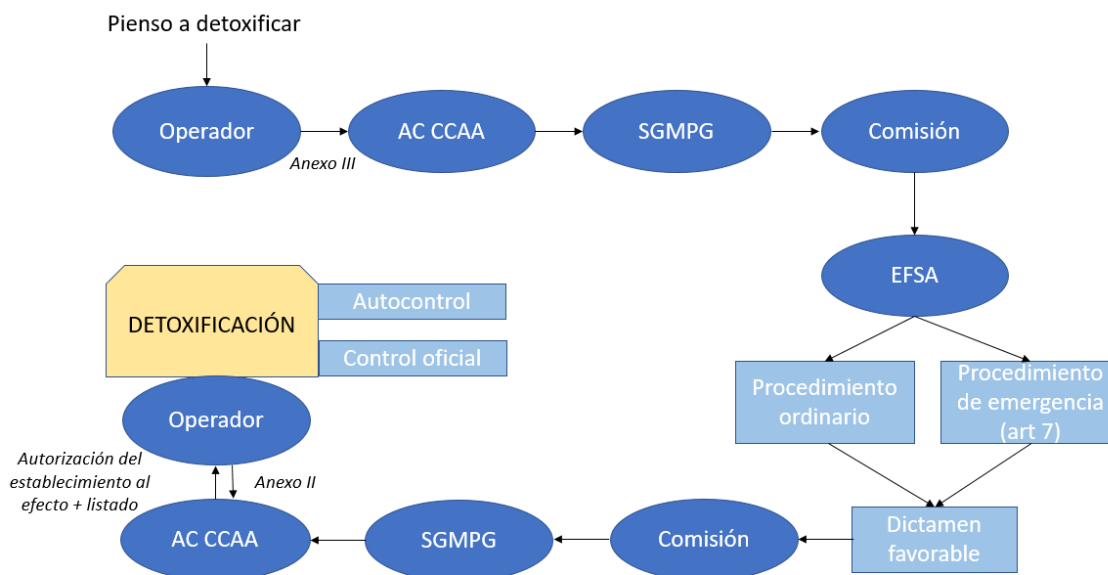 Pienso a detoxificar
Operador
Anexo III
AC CCAA
SGMPG
Comisión
EFSA
Procedimiento
ordinario
Procedimiento
de emergencia
(art 7)
Dictamen
favorable
Comisión
SGMPG
AC CCAA
Autorización del
establecimiento al
efecto + listado
Anexo II
Operador
DETOXIFICACIÓN
Autocontrol
Control oficial